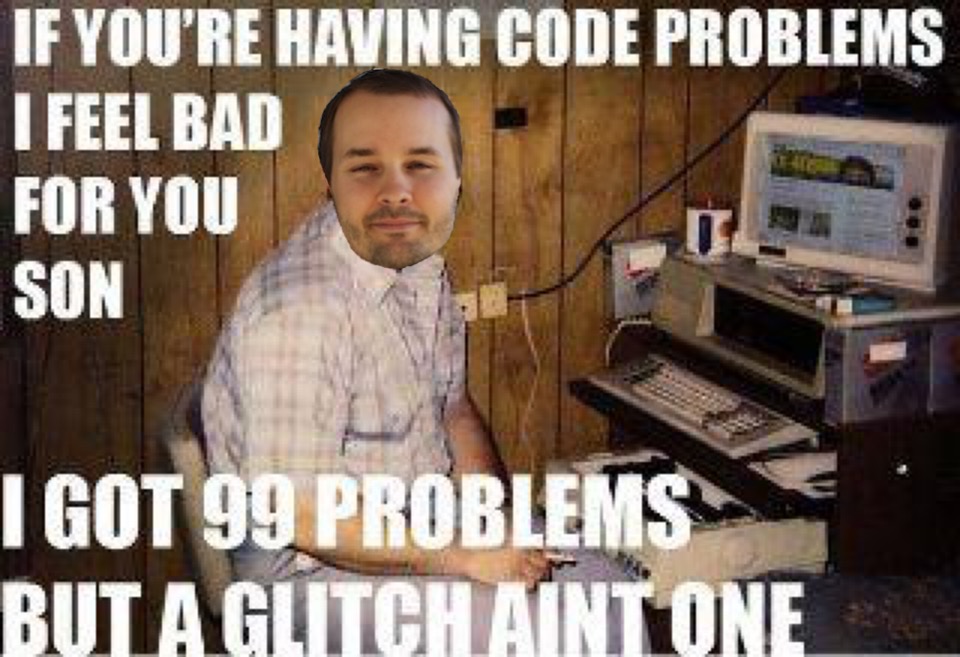 IF YOU'RE HAVING CODE PROBLEMS
I FEEL BAD
FOR YOU
SON
I GOT 99 PROBLEMS
BUT A GLITCH AINT ONE